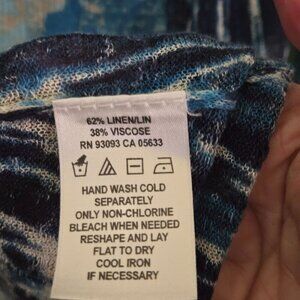 62% LINEN/LIN
38% VISCOSE
RN 93093 CA 05633
HAND WASH COLD
SEPARATELY
ONLY NON-CHLORINE
BLEACH WHEN NEEDED
RESHAPE AND LAY
FLAT TO DRY
COOL IRON
IF NECESSARY